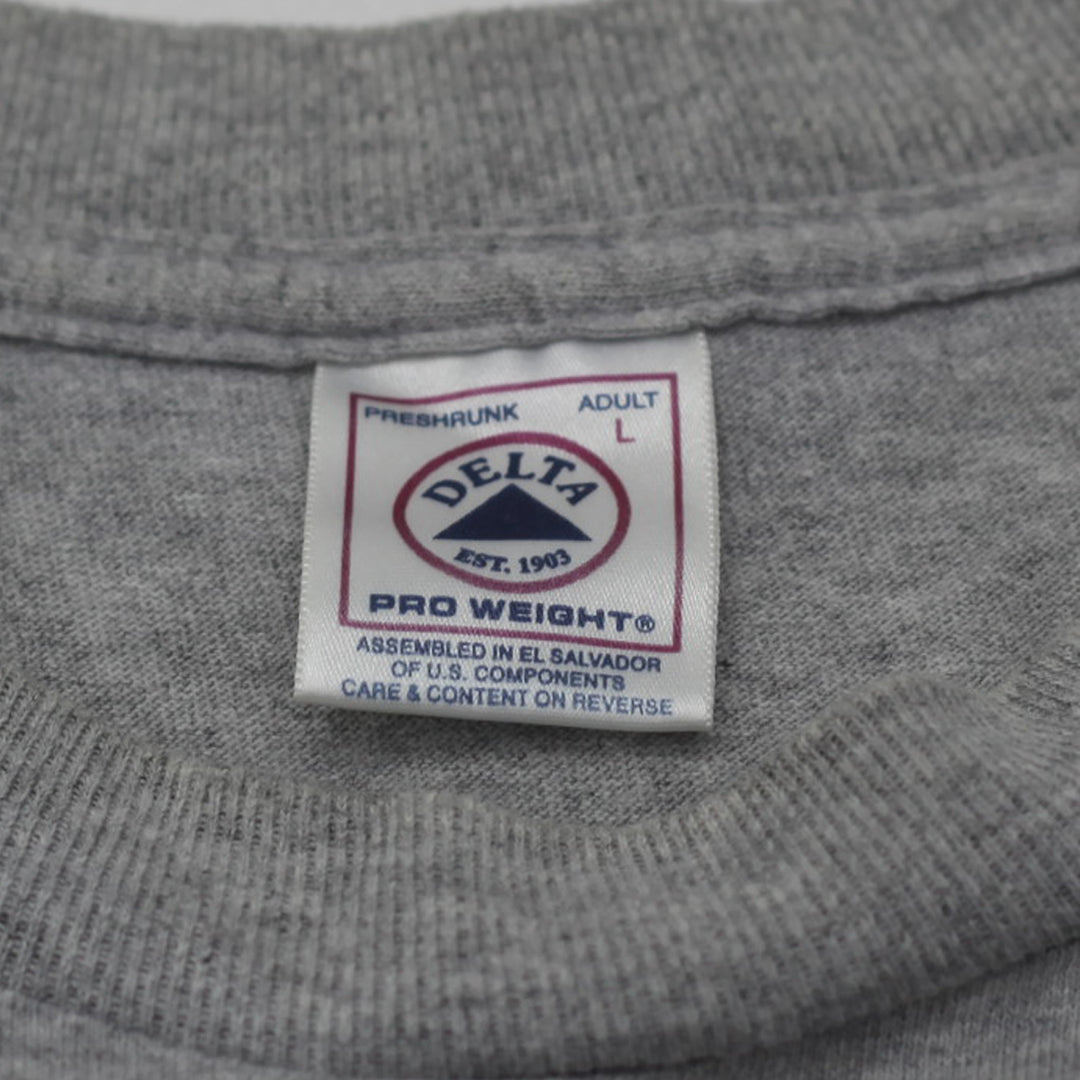 PRESHRUNK ADULT
L
DELTA
EST. 1903
PRO WEIGHT®
ASSEMBLED IN EL SALVADOR
OF U.S. COMPONENTS
CARE & CONTENT ON REVERSE